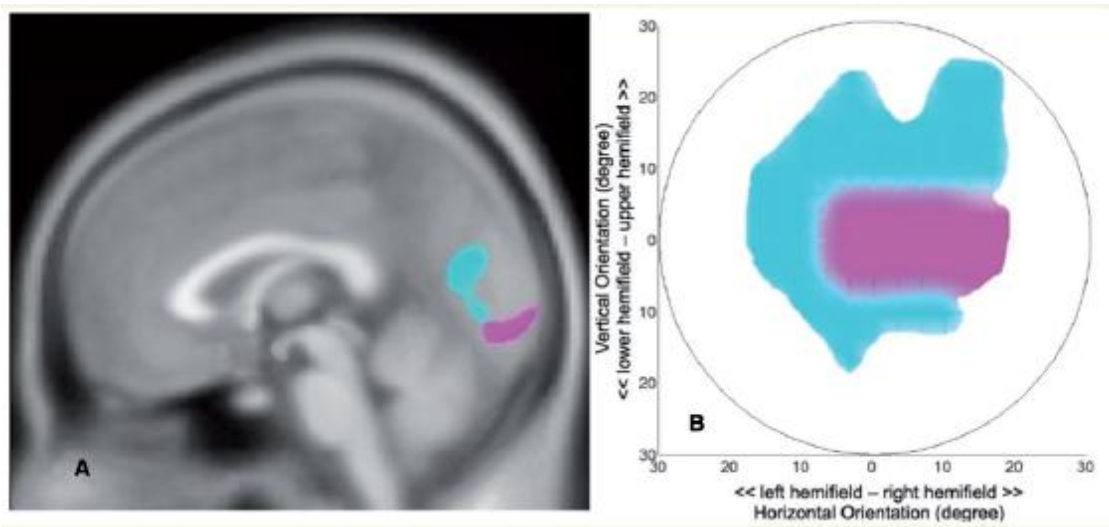 A
B
Vertical Orientation (degree)
<< lower hemifield – upper hemifield >>
30
20
10
0
10
20
30
30
20
10
0
10
20
30
<< left hemifield – right hemifield >>
Horizontal Orientation (degree)